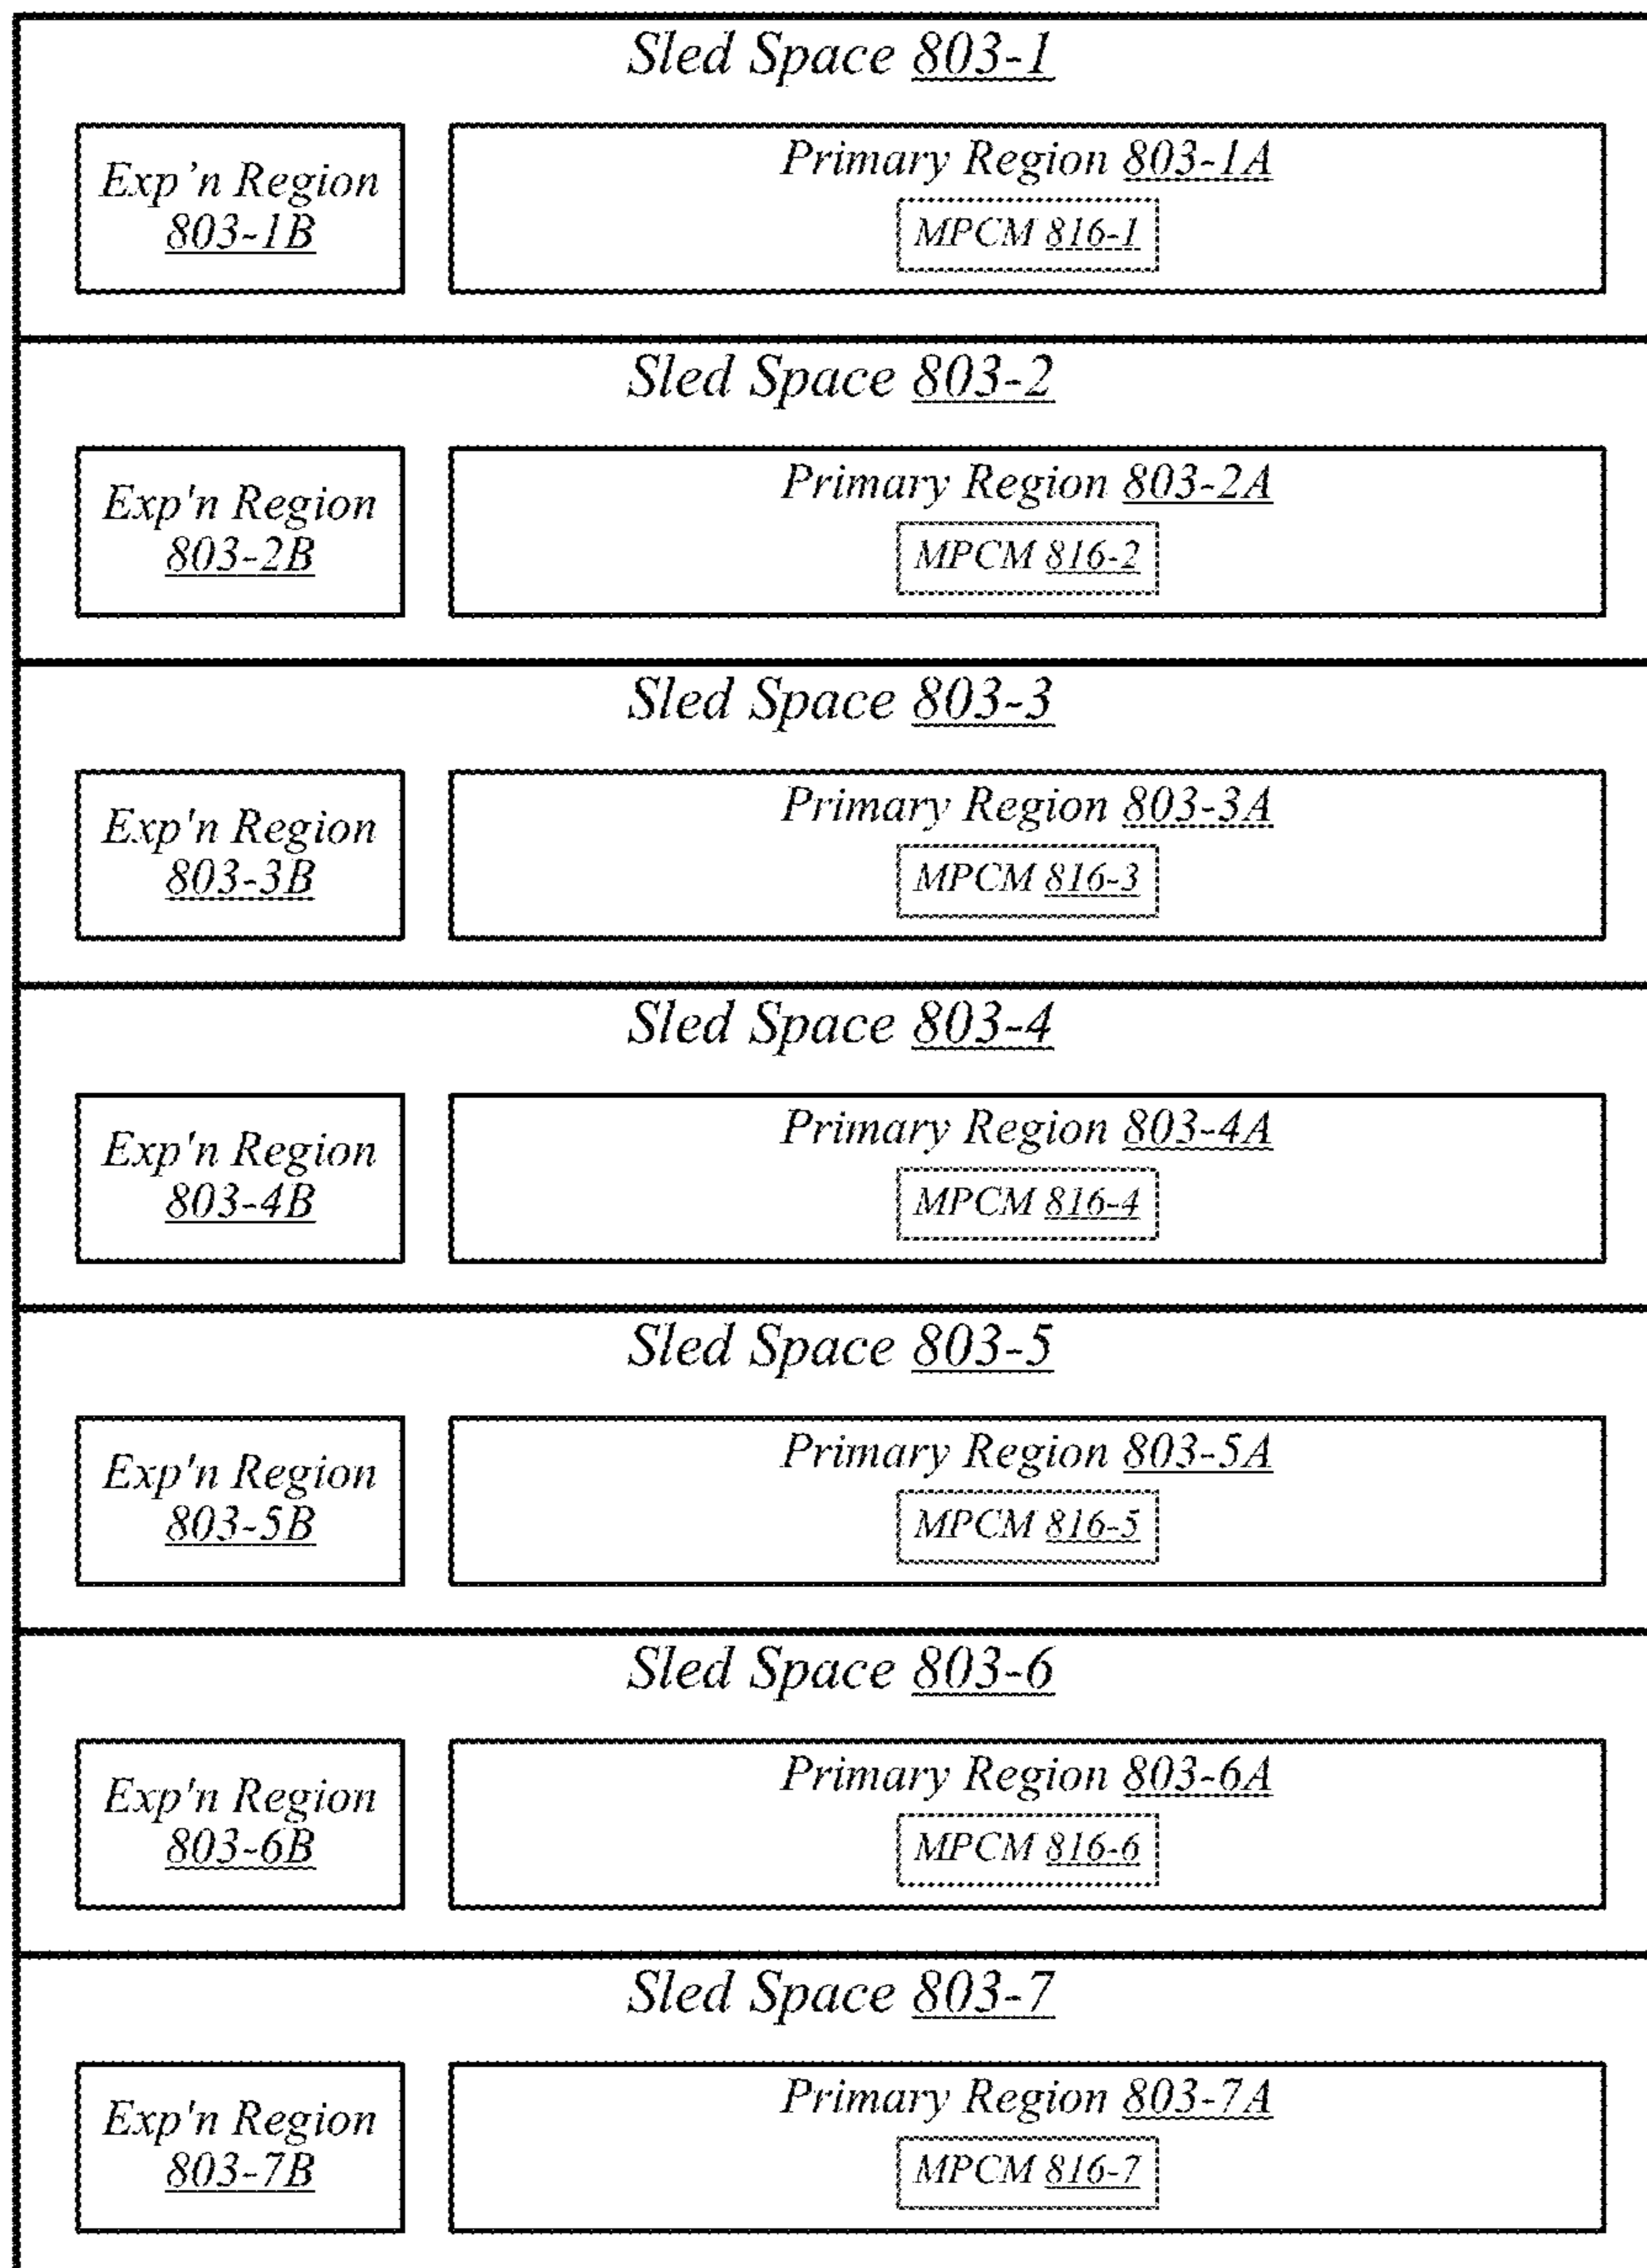 Sled Space 803-1
Exp’n Region
803-1B
Primary Region 803-1A
MPCM 816-1
Sled Space 803-2
Exp'n Region
803-2B
Primary Region 803-2A
MPCM 816-2
Sled Space 803-3
Exp'n Region
803-3B
Primary Region 803-3A
MPCM 816-3
Sled Space 803-4
Exp'n Region
803-4B
Primary Region 803-4A
MPCM 816-4
Sled Space 803-5
Exp'n Region
803-5B
Primary Region 803-5A
MPCM 816-5
Sled Space 803-6
Exp'n Region
803-6B
Primary Region 803-6A
MPCM 816-6
Sled Space 803-7
Exp'n Region
803-7B
Primary Region 803-7A
MPCM 816-7